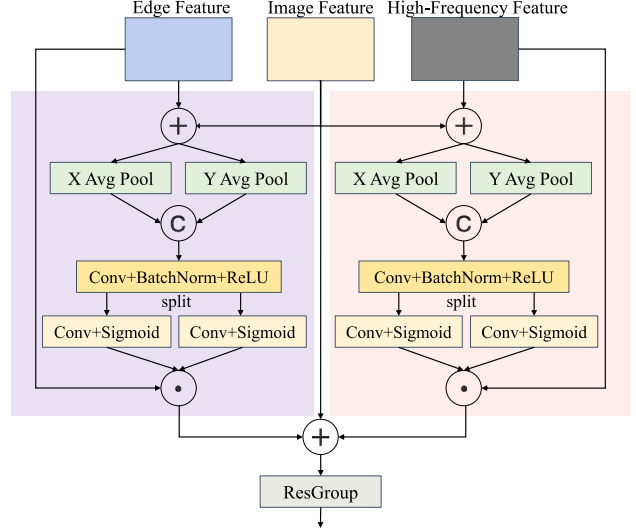 Edge Feature Image Feature High-Frequency Feature
+ +
X Avg Pool Y Avg Pool X Avg Pool Y Avg Pool
C C
Conv+BatchNorm+ReLU Conv+BatchNorm+ReLU
split split
Conv+Sigmoid Conv+Sigmoid Conv+Sigmoid Conv+Sigmoid
· ·
+
ResGroup